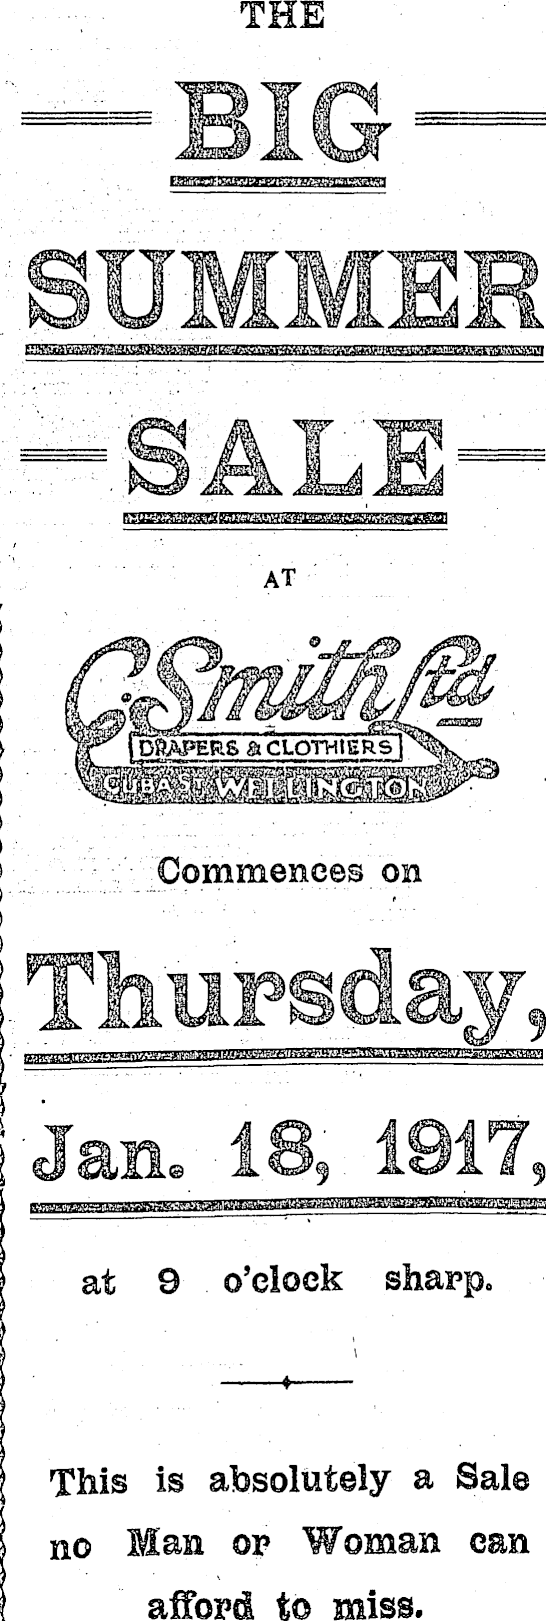 THE
BIG
SUMMER
SALE
AT
C. Smith Ltd
DRAPERS & CLOTHIERS
CUBA ST WELLINGTON
Commences on
Thursday,
Jan. 18, 1917,
at 9 o'clock sharp.
This is absolutely a Sale
no Man or Woman can
afford to miss.